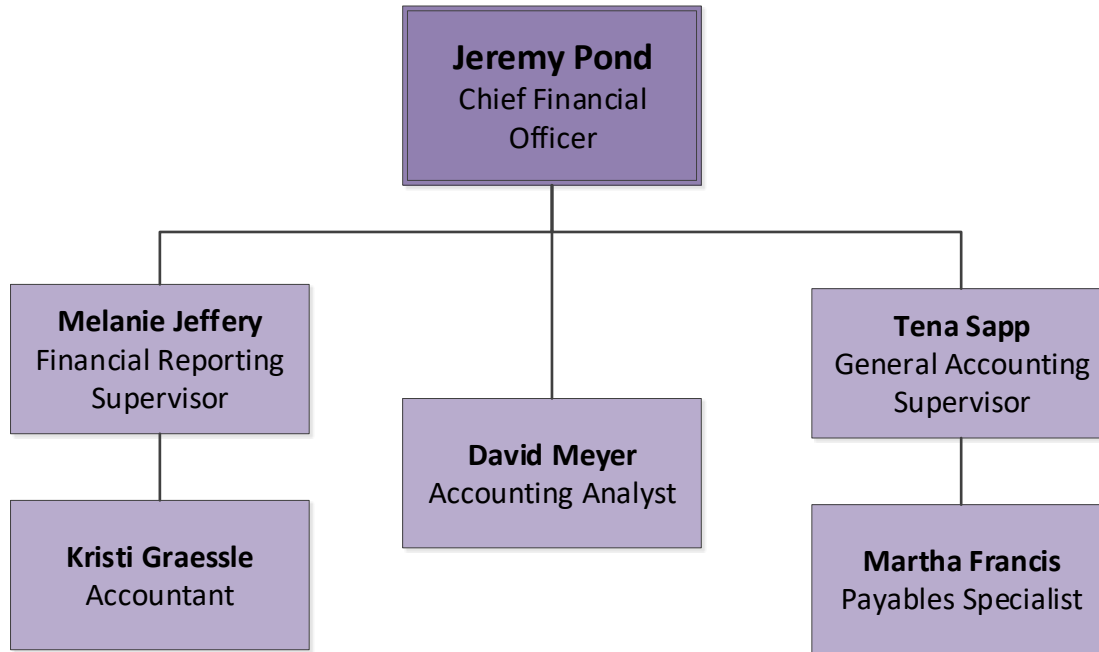 Jeremy Pond
Chief Financial
Officer
Melanie Jeffery
Financial Reporting
Supervisor
Tena Sapp
General Accounting
Supervisor
David Meyer
Accounting Analyst
Kristi Graessle
Accountant
Martha Francis
Payables Specialist